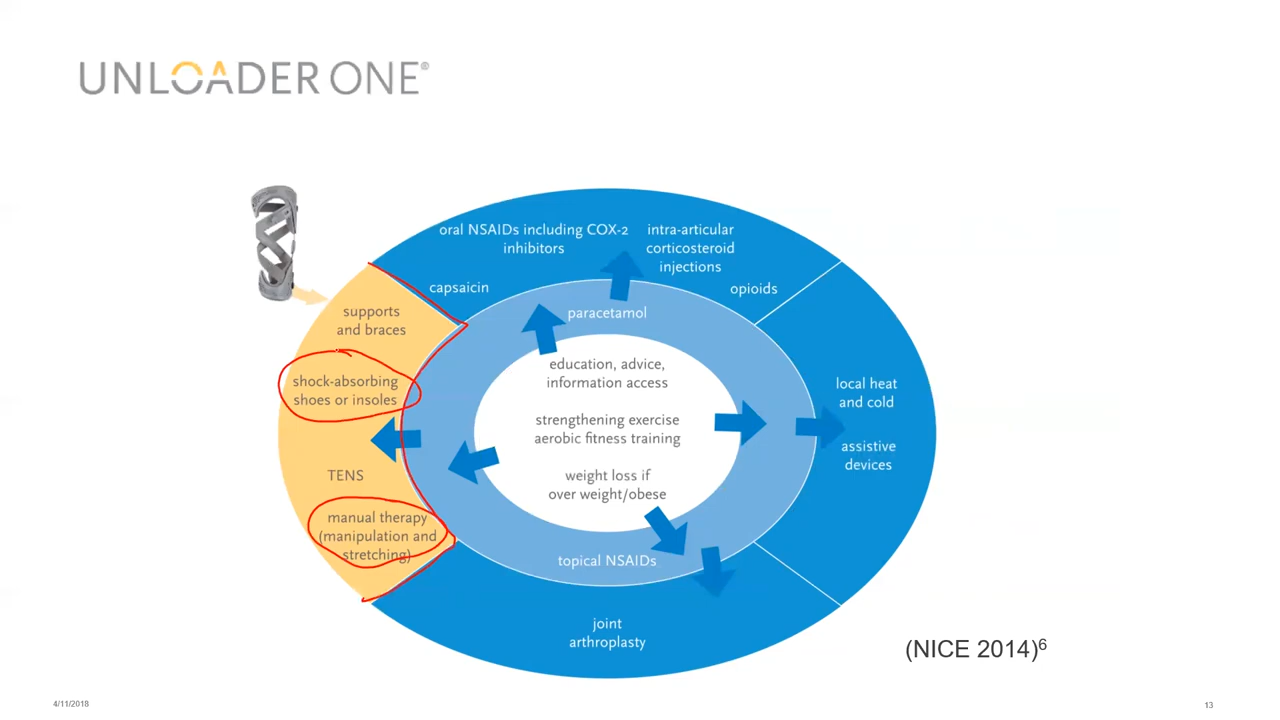 UNLOADER ONE®
oral NSAIDs including COX-2
inhibitors
intra-articular
corticosteroid
injections
capsaicin
opioids
supports
and braces
paracetamol
shock-absorbing
shoes or insoles
education, advice,
information access
local heat
and cold
strengthening exercise
aerobic fitness training
assistive
devices
TENS
weight loss if
over weight/obese
manual therapy
(manipulation and
stretching)
topical NSAIDs
joint
arthroplasty
(NICE 2014)⁶
4/11/2018
13